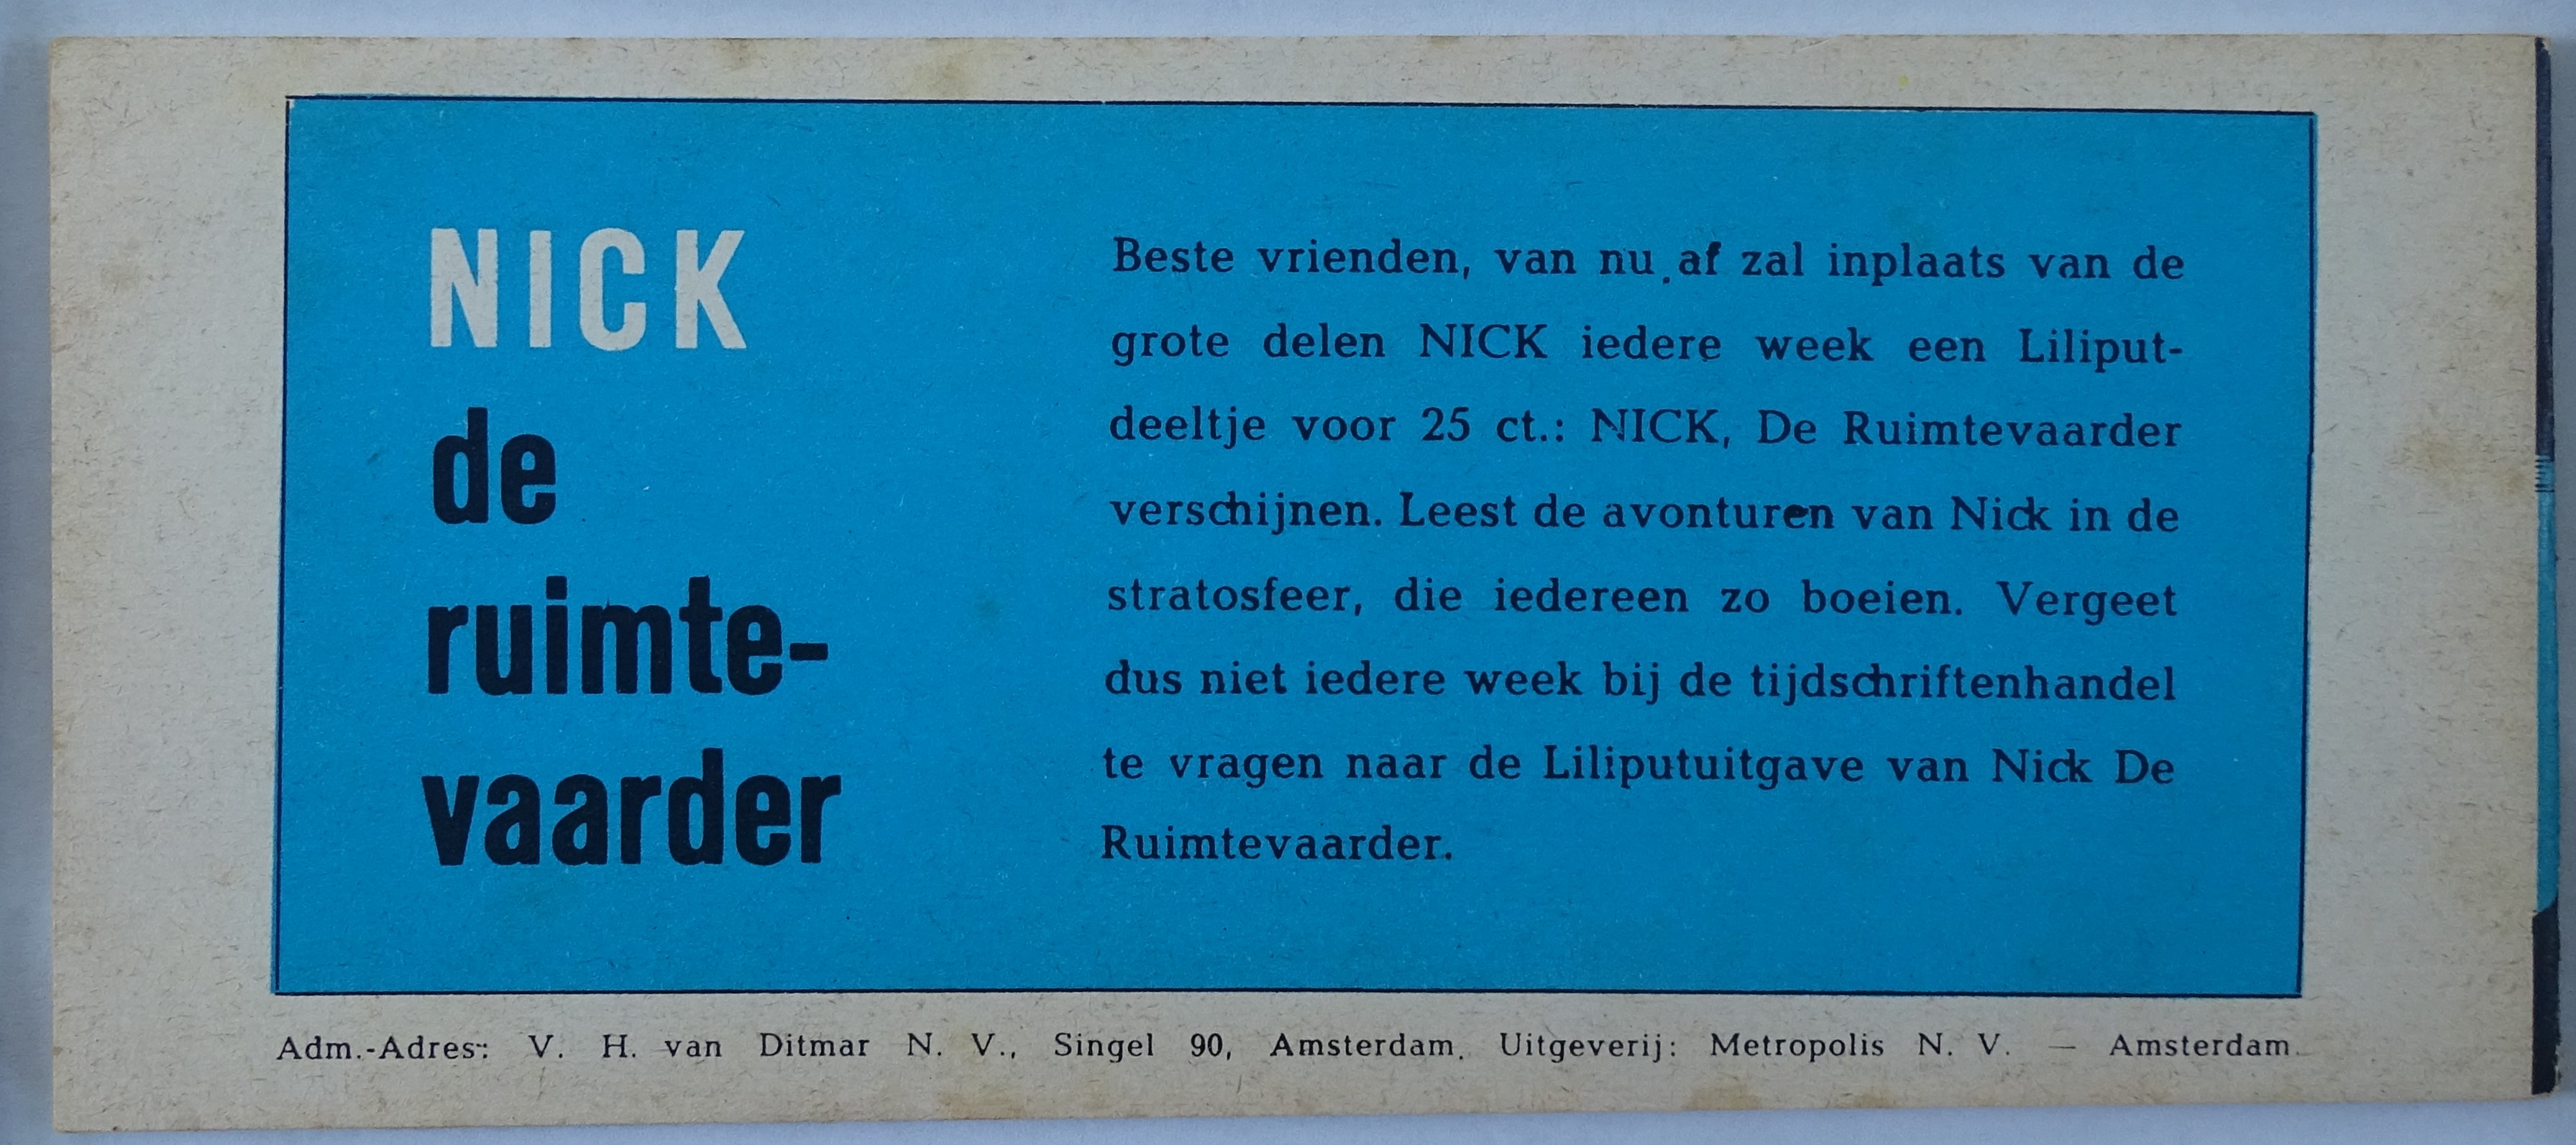 NICK
de
ruimte-
vaarder
Beste vrienden, van nu af zal inplaats van de
grote delen NICK iedere week een Liliput-
deeltje voor 25 ct.: NICK, De Ruimtevaarder
verschijnen. Leest de avonturen van Nick in de
stratosfeer, die iedereen zo boeien. Vergeet
dus niet iedere week bij de tijdschriftenhandel
te vragen naar de Liliputuitgave van Nick De
Ruimtevaarder.
Adm.-Adres: V. H. van Ditmar N. V., Singel 90, Amsterdam. Uitgeverij: Metropolis N. V. — Amsterdam.